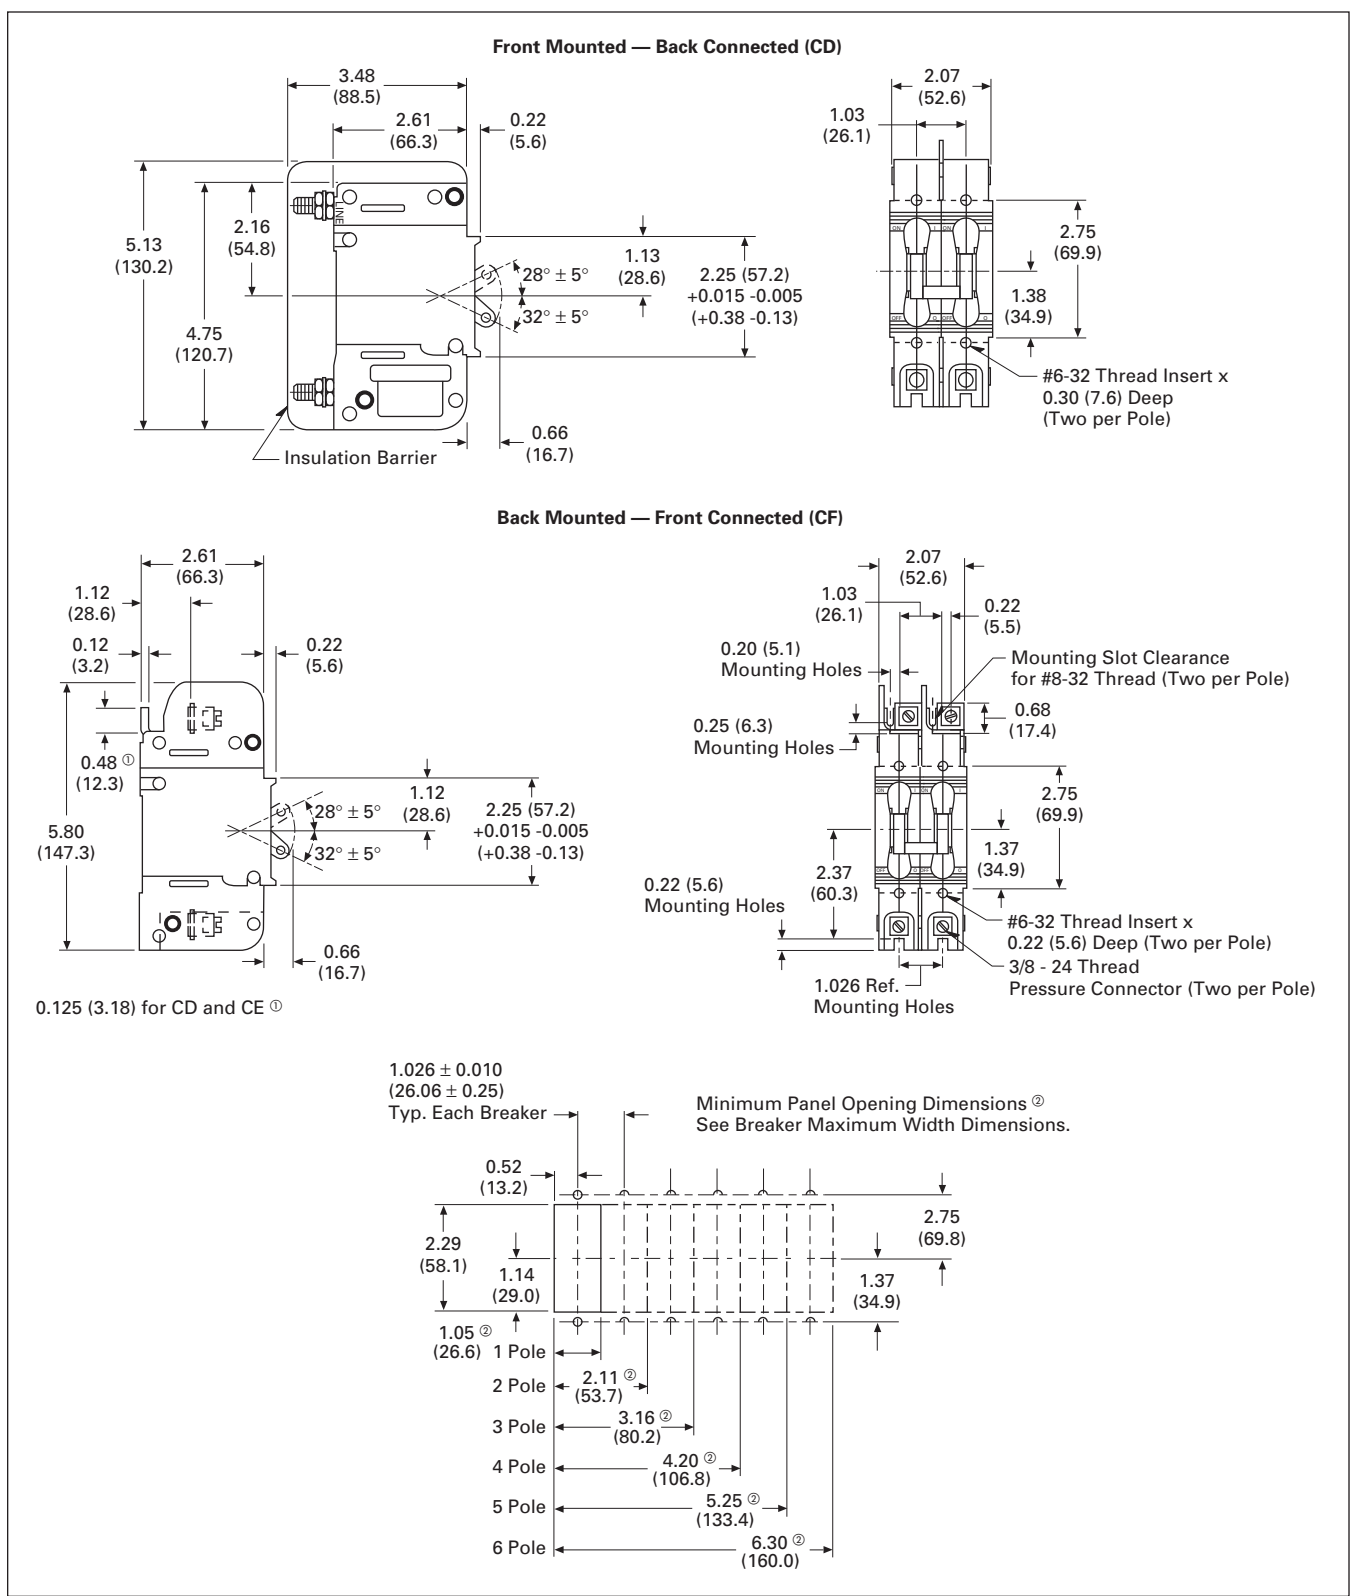 Front Mounted — Back Connected (CD)
3.48
(88.5)
2.61
(66.3)
0.22
(5.6)
5.13
(130.2)
4.75
(120.7)
2.16
(54.8)
LINE
28° ± 5°
32° ± 5°
1.13
(28.6)
2.25 (57.2)
+0.015 -0.005
(+0.38 -0.13)
0.66
(16.7)
Insulation Barrier
2.07
(52.6)
1.03
(26.1)
ON I ON I
OFF O OFF O
2.75
(69.9)
1.38
(34.9)
#6-32 Thread Insert x
0.30 (7.6) Deep
(Two per Pole)
Back Mounted — Front Connected (CF)
2.61
(66.3)
1.12
(28.6)
0.12
(3.2)
0.22
(5.6)
0.48 ①
(12.3)
5.80
(147.3)
28° ± 5°
32° ± 5°
1.12
(28.6)
2.25 (57.2)
+0.015 -0.005
(+0.38 -0.13)
0.66
(16.7)
0.125 (3.18) for CD and CE ①
2.07
(52.6)
1.03
(26.1)
0.22
(5.5)
0.20 (5.1)
Mounting Holes
Mounting Slot Clearance
for #8-32 Thread (Two per Pole)
0.25 (6.3)
Mounting Holes
0.68
(17.4)
ON I ON I
OFF O OFF O
2.75
(69.9)
1.37
(34.9)
2.37
(60.3)
0.22 (5.6)
Mounting Holes
#6-32 Thread Insert x
0.22 (5.6) Deep (Two per Pole)
3/8 - 24 Thread
Pressure Connector (Two per Pole)
1.026 Ref.
Mounting Holes
1.026 ± 0.010
(26.06 ± 0.25)
Typ. Each Breaker
Minimum Panel Opening Dimensions ②
See Breaker Maximum Width Dimensions.
0.52
(13.2)
2.29
(58.1)
1.14
(29.0)
2.75
(69.8)
1.37
(34.9)
1.05 ②
(26.6) 1 Pole
2 Pole 2.11 ②
(53.7)
3 Pole 3.16 ②
(80.2)
4 Pole 4.20 ②
(106.8)
5 Pole 5.25 ②
(133.4)
6 Pole 6.30 ②
(160.0)